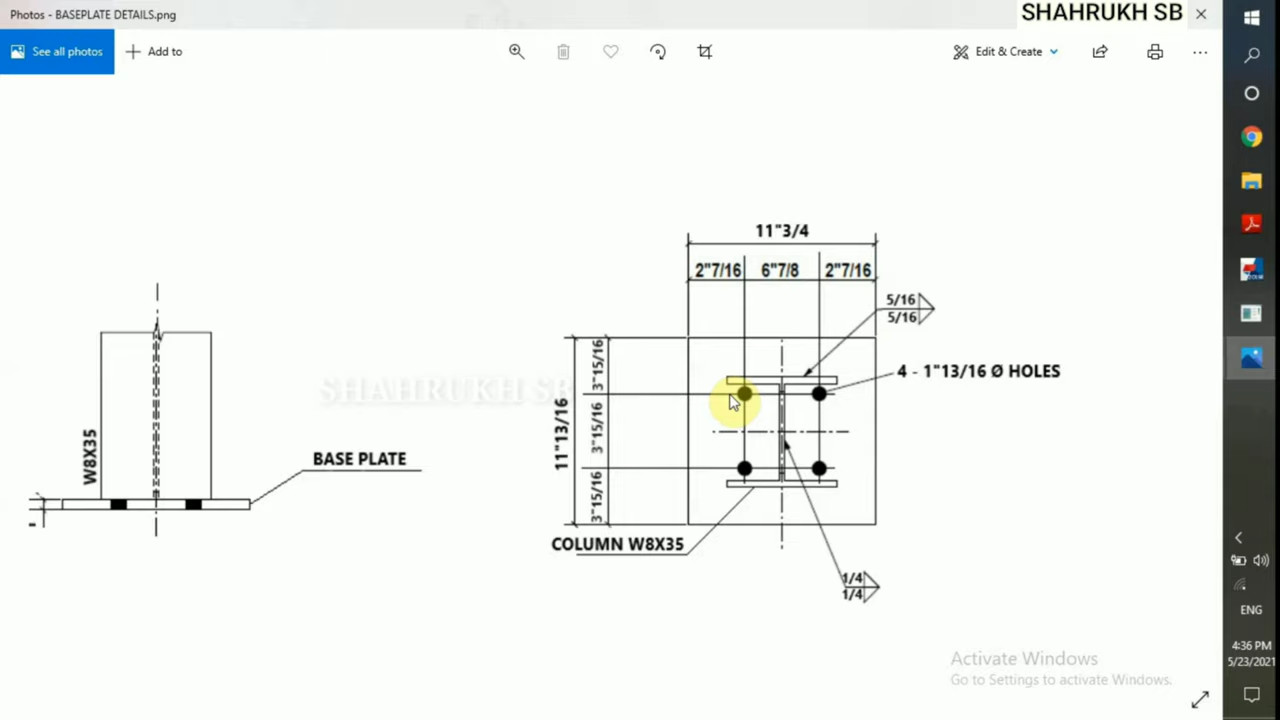 Photos - BASEPLATE DETAILS.png
SHAHRUKH SB
See all photos
Add to
Edit & Create
11"3/4
2"7/16
6"7/8
2"7/16
5/16
5/16
4 - 1"13/16 Ø HOLES
3"15/16
3"15/16
3"15/16
11"13/16
SHAHRUKH SB
W8X35
BASE PLATE
COLUMN W8X35
1/4
1/4
ENG
4:36 PM
5/23/2021
Activate Windows
Go to Settings to activate Windows.